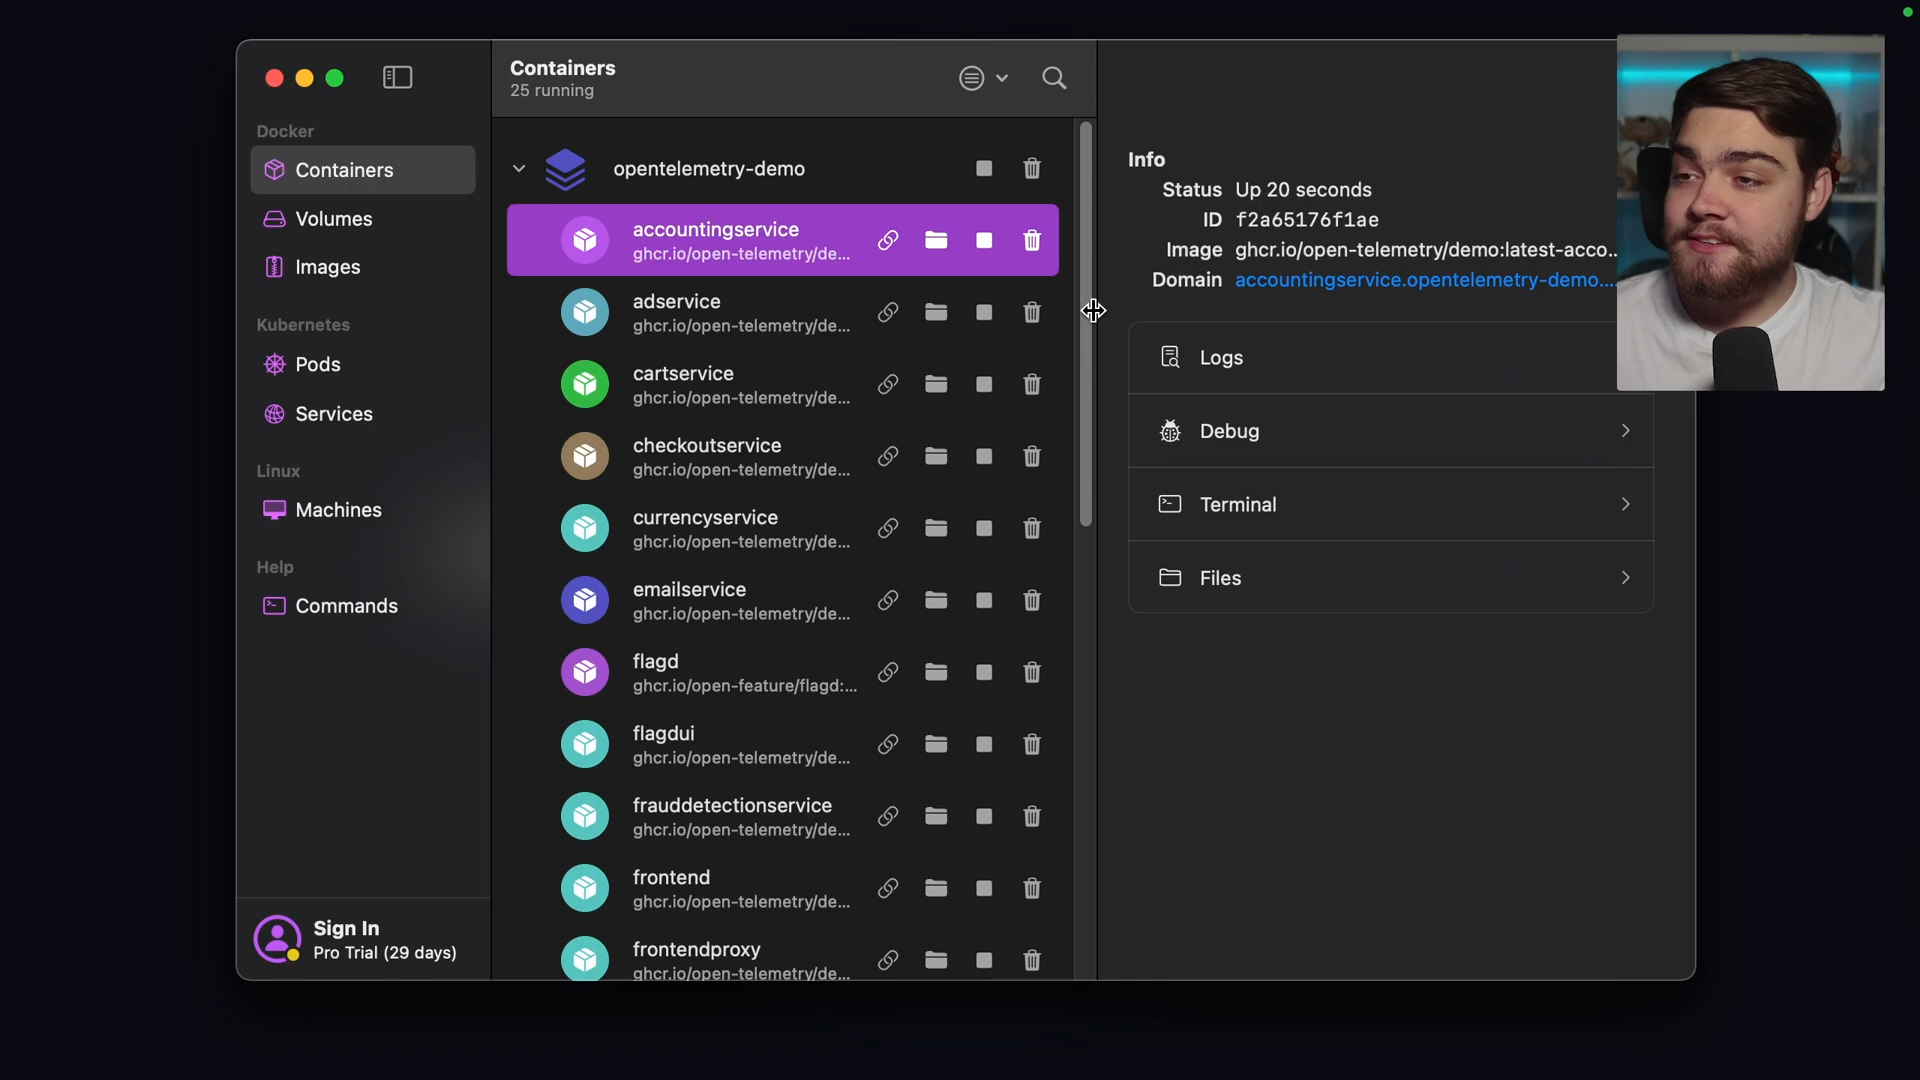 Docker
Containers
Volumes
Images
Kubernetes
Pods
Services
Linux
Machines
Help
Commands
Sign In
Pro Trial (29 days)
Containers
25 running
opentelemetry-demo
accountingservice
ghcr.io/open-telemetry/de...
adservice
ghcr.io/open-telemetry/de...
cartservice
ghcr.io/open-telemetry/de...
checkoutservice
ghcr.io/open-telemetry/de...
currencyservice
ghcr.io/open-telemetry/de...
emailservice
ghcr.io/open-telemetry/de...
flagd
ghcr.io/open-feature/flagd:...
flagdui
ghcr.io/open-telemetry/de...
frauddetectionservice
ghcr.io/open-telemetry/de...
frontend
ghcr.io/open-telemetry/de...
frontendproxy
ghcr.io/open-telemetry/de...
Info
Status Up 20 seconds
ID f2a65176f1ae
Image ghcr.io/open-telemetry/demo:latest-acco...
Domain accountingservice.opentelemetry-demo....
Logs
Debug
Terminal
Files